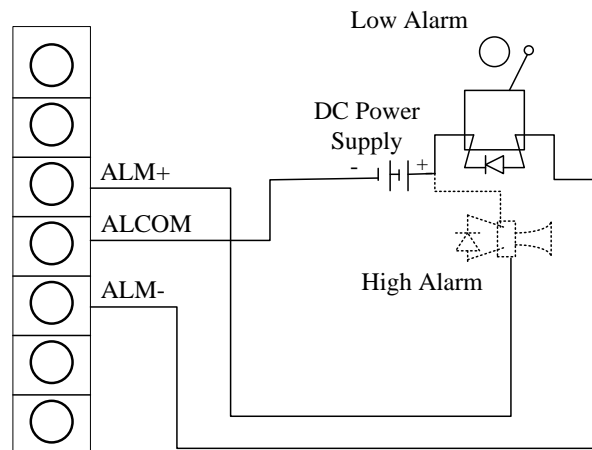 Low Alarm
DC Power
Supply
- +
ALM+
ALCOM
High Alarm
ALM-